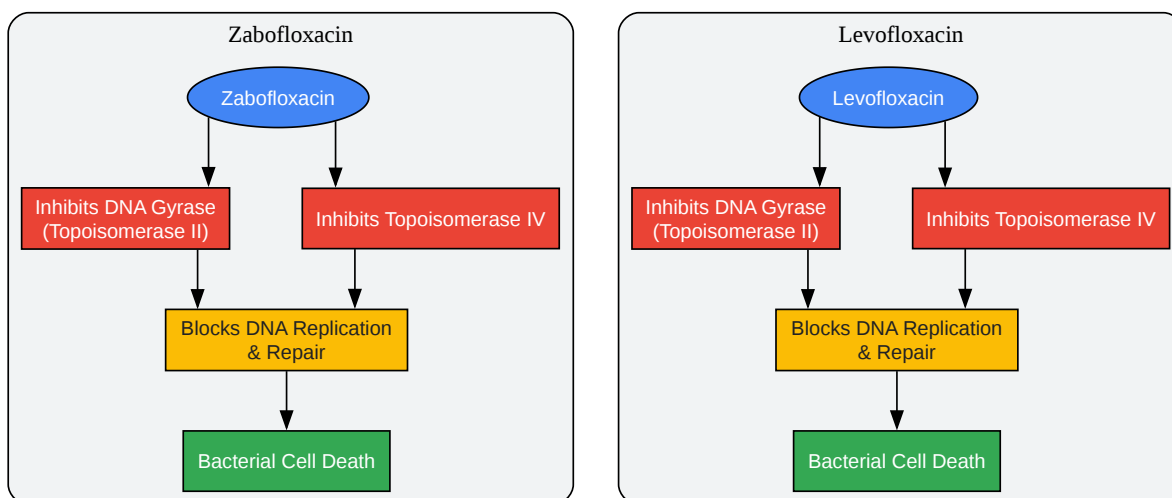 Zabofloxacin
Zabofloxacin
Inhibits DNA Gyrase
(Topoisomerase II)
Inhibits Topoisomerase IV
Blocks DNA Replication
& Repair
Bacterial Cell Death
Levofloxacin
Levofloxacin
Inhibits DNA Gyrase
(Topoisomerase II)
Inhibits Topoisomerase IV
Blocks DNA Replication
& Repair
Bacterial Cell Death